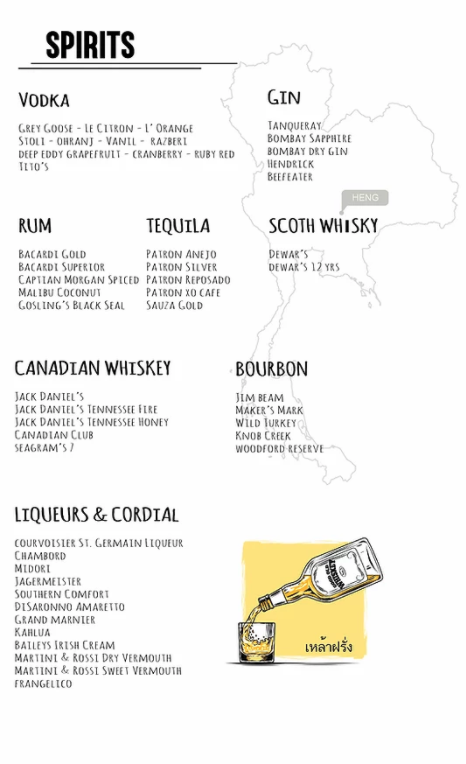 SPIRITS
VODKA
GREY GOOSE - LE CITRON - L' ORANGE
STOLI - OHRANJ - VANIL - RAZBERI
DEEP EDDY GRAPEFRUIT - CRANBERRY - RUBY RED
TITO'S
GIN
TANQUERAY
BOMBAY SAPPHIRE
BOMBAY DRY GIN
HENDRICK
BEEFEATER
HENG
RUM
BACARDI GOLD
BACARDI SUPERIOR
CAPTIAN MORGAN SPICED
MALIBU COCONUT
GOSLING'S BLACK SEAL
TEQUILA
PATRON ANEJO
PATRON SILVER
PATRON REPOSADO
PATRON XO CAFE
SAUZA GOLD
SCOTH WHISKY
DEWAR'S
DEWAR'S 12 YRS
CANADIAN WHISKEY
JACK DANIEL'S
JACK DANIEL'S TENNESSEE FIRE
JACK DANIEL'S TENNESSEE HONEY
CANADIAN CLUB
SEAGRAM'S 7
BOURBON
JIM BEAM
MAKER'S MARK
WILD TURKEY
KNOB CREEK
WOODFORD RESERVE
LIQUEURS & CORDIAL
COURVOISIER ST. GERMAIN LIQUEUR
CHAMBORD
MIDORI
JAGERMEISTER
SOUTHERN COMFORT
DISARONNO AMARETTO
GRAND MARNIER
KAHLUA
BAILEYS IRISH CREAM
MARTINI & ROSSI DRY VERMOUTH
MARTINI & ROSSI SWEET VERMOUTH
FRANGELICO
WHISKEY
เหล้าฝรั่ง